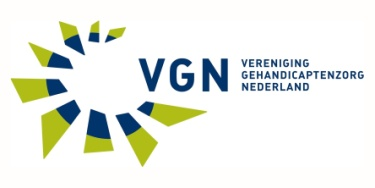 VGN
VERENIGING
GEHANDICAPTENZORG
NEDERLAND